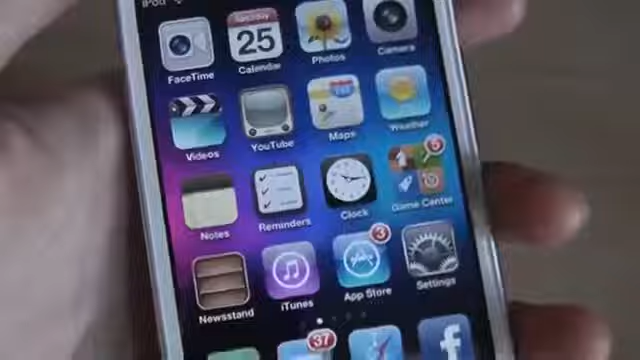 iPod
FaceTime
Saturday
25
Calendar
Photos
Camera
Videos
YouTube
Maps
Weather
Notes
Reminders
Clock
5
Game Center
Newsstand
iTunes
3
App Store
Settings
37
f